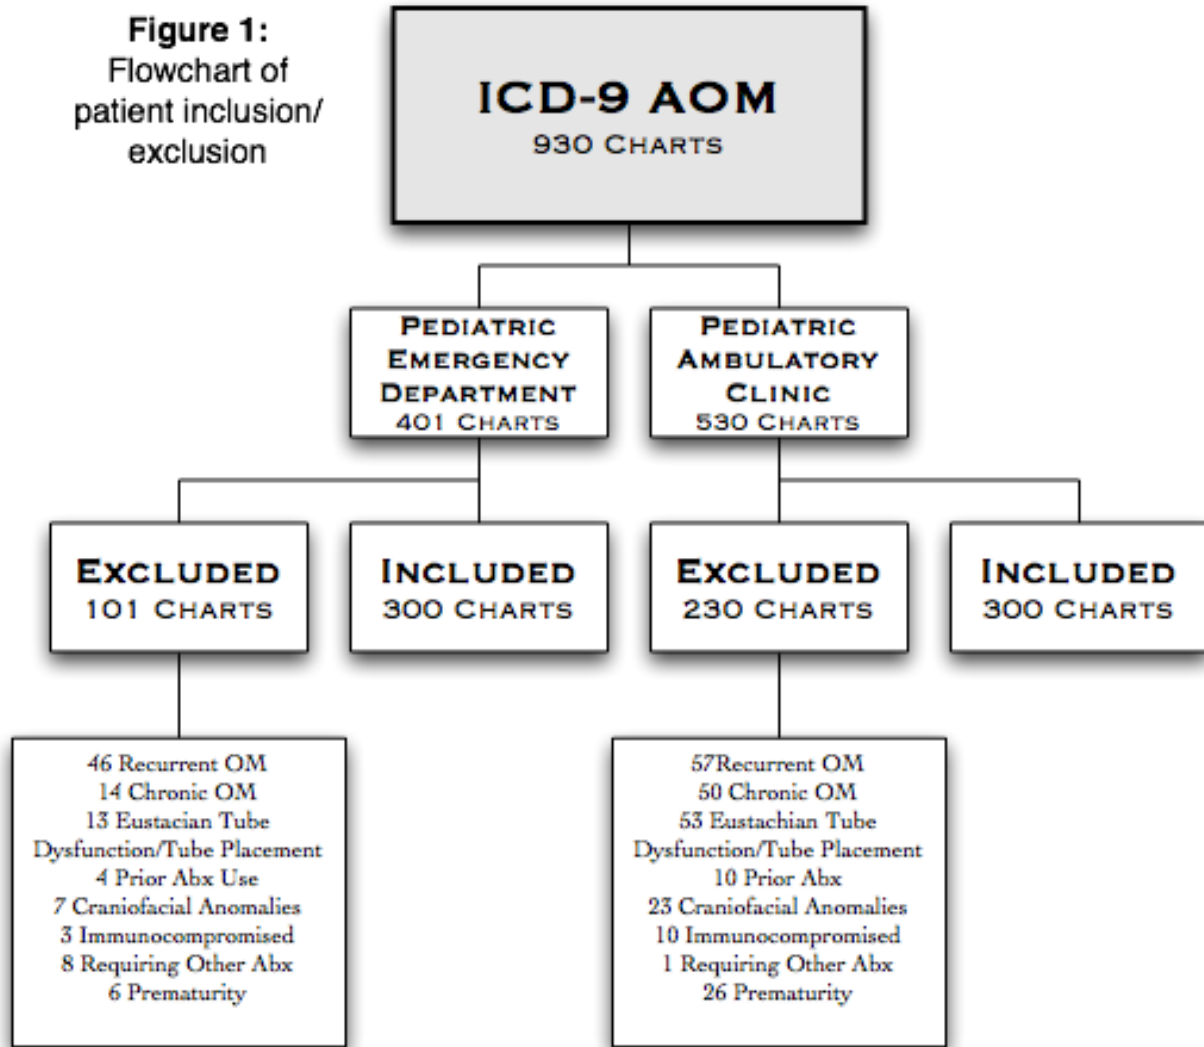 Figure 1:
Flowchart of
patient inclusion/
exclusion
ICD-9 AOM
930 CHARTS
PEDIATRIC
EMERGENCY
DEPARTMENT
401 CHARTS
PEDIATRIC
AMBULATORY
CLINIC
530 CHARTS
EXCLUDED
101 CHARTS
INCLUDED
300 CHARTS
EXCLUDED
230 CHARTS
INCLUDED
300 CHARTS
46 Recurrent OM
14 Chronic OM
13 Eustacian Tube
Dysfunction/Tube Placement
4 Prior Abx Use
7 Craniofacial Anomalies
3 Immunocompromised
8 Requiring Other Abx
6 Prematurity
57Recurrent OM
50 Chronic OM
53 Eustachian Tube
Dysfunction/Tube Placement
10 Prior Abx
23 Craniofacial Anomalies
10 Immunocompromised
1 Requiring Other Abx
26 Prematurity